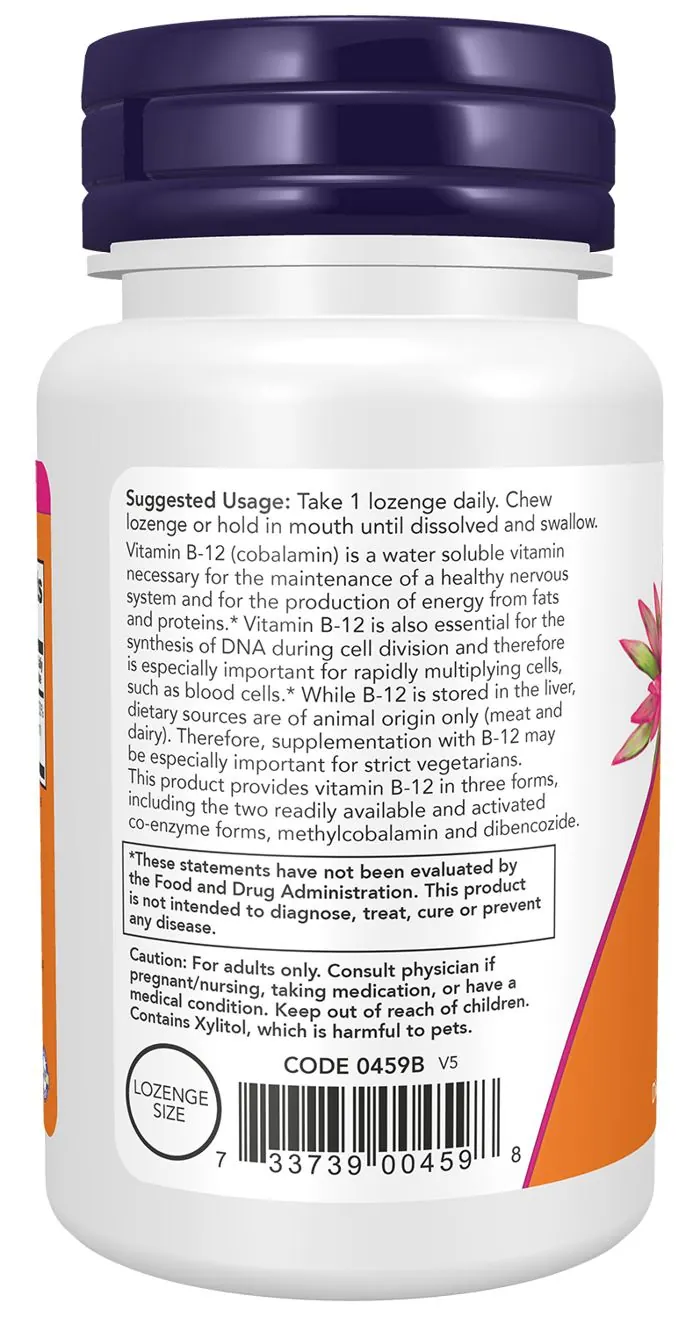 Suggested Usage: Take 1 lozenge daily. Chew
lozenge or hold in mouth until dissolved and swallow.
Vitamin B-12 (cobalamin) is a water soluble vitamin
necessary for the maintenance of a healthy nervous
system and for the production of energy from fats
and proteins.* Vitamin B-12 is also essential for the
synthesis of DNA during cell division and therefore
is especially important for rapidly multiplying cells,
such as blood cells.* While B-12 is stored in the liver,
dietary sources are of animal origin only (meat and
dairy). Therefore, supplementation with B-12 may
be especially important for strict vegetarians.
This product provides vitamin B-12 in three forms,
including the two readily available and activated
co-enzyme forms, methylcobalamin and dibencozide.
*These statements have not been evaluated by
the Food and Drug Administration. This product
is not intended to diagnose, treat, cure or prevent
any disease.
Caution: For adults only. Consult physician if
pregnant/nursing, taking medication, or have a
medical condition. Keep out of reach of children.
Contains Xylitol, which is harmful to pets.
CODE 0459B V5
LOZENGE
SIZE
7 33739 00459 8